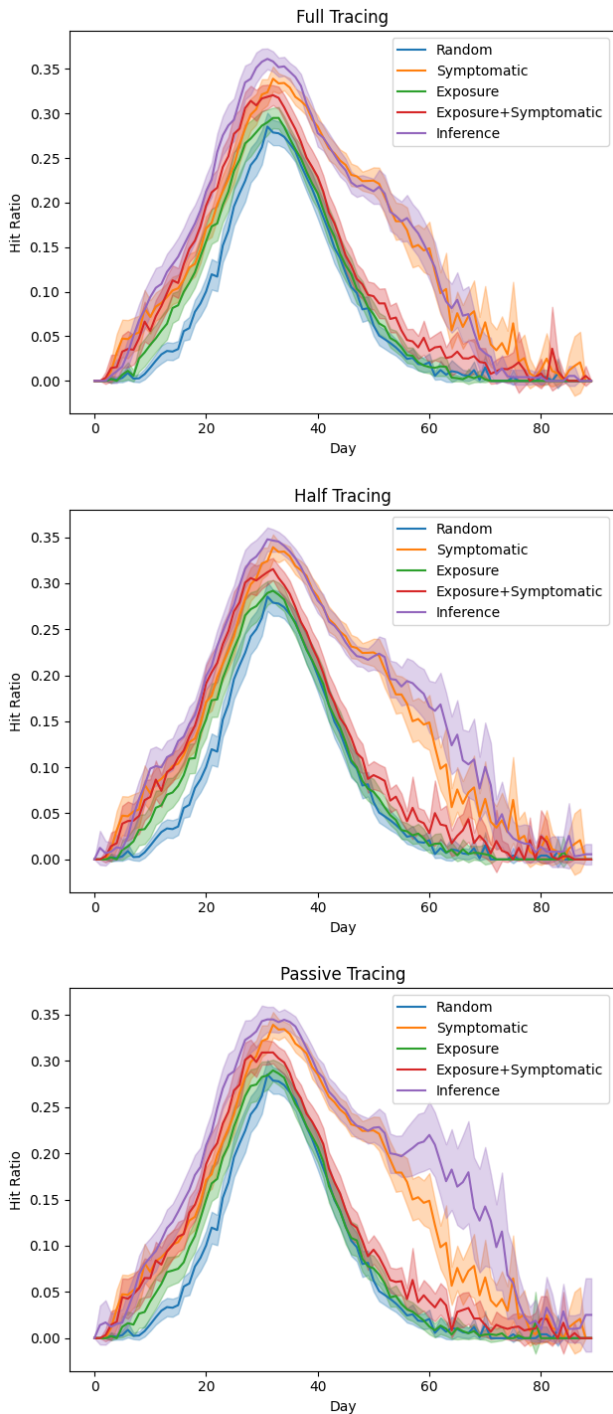 Full Tracing
Random
Symptomatic
Exposure
Exposure+Symptomatic
Inference
0.35
0.30
0.25
0.20
0.15
0.10
0.05
0.00
Hit Ratio
0 20 40 60 80
Day
Half Tracing
Random
Symptomatic
Exposure
Exposure+Symptomatic
Inference
0.35
0.30
0.25
0.20
0.15
0.10
0.05
0.00
Hit Ratio
0 20 40 60 80
Day
Passive Tracing
Random
Symptomatic
Exposure
Exposure+Symptomatic
Inference
0.35
0.30
0.25
0.20
0.15
0.10
0.05
0.00
Hit Ratio
0 20 40 60 80
Day